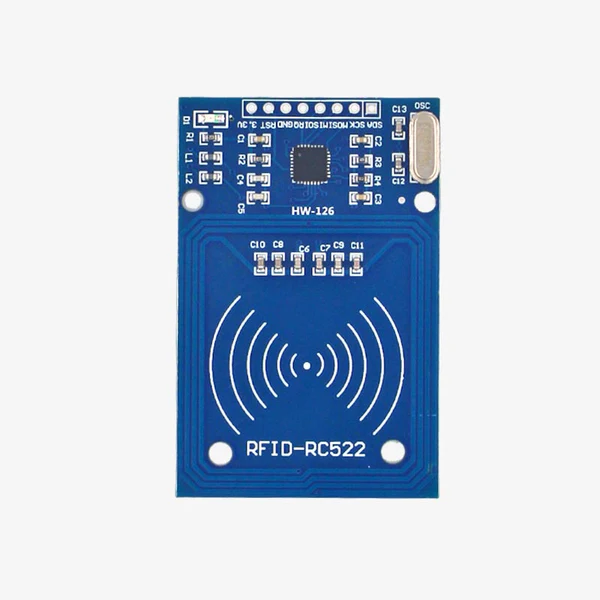 C13
OSC
D1
3.3V RST GND IRQ MISO MOSI SCK SDA
R1
C1
C2
L1
R2
R3
L2
C4
R4
C12
C5
C3
HW-126
C10 C8 C6 C7 C9 C11
RFID-RC522